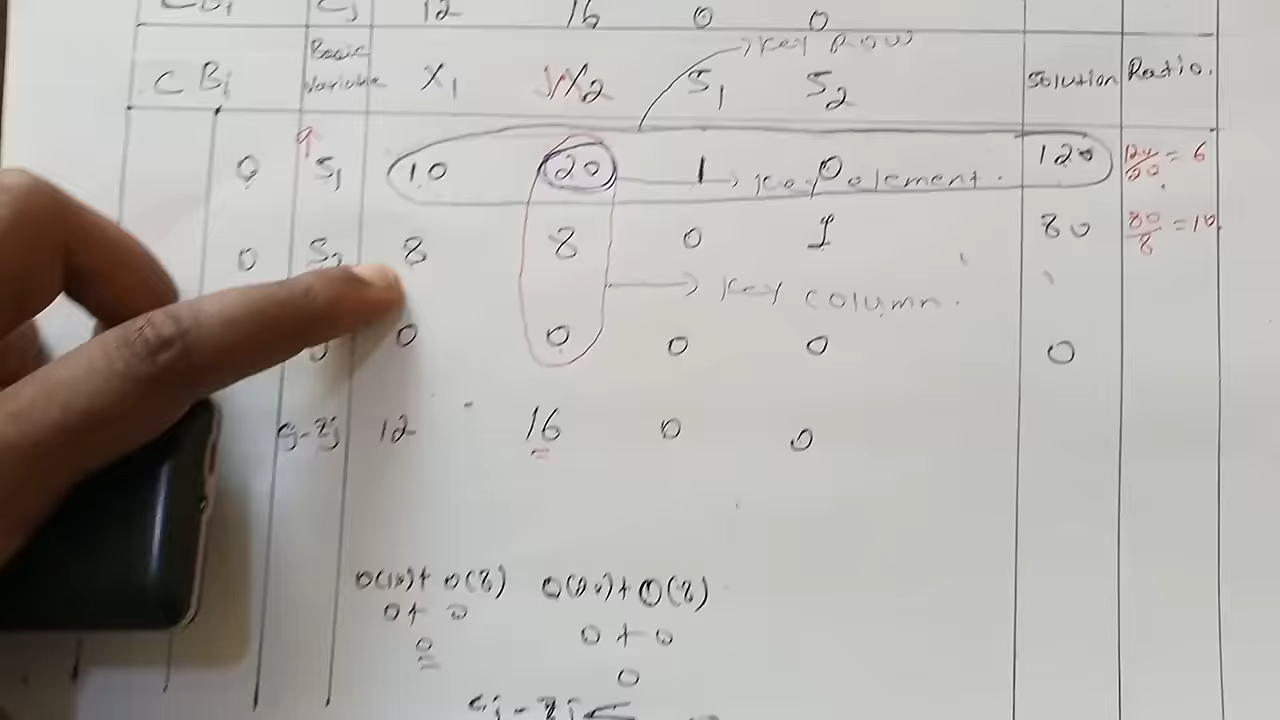 CBi Cj 12 16 0 0
→ key Row
CBi Basic Variable X1 X2 S1 S2 Solution Ratio.
0 S1 10 20 1 0 120 120/20 = 6
→ key element.
0 S2 8 8 0 1 80 80/8 = 10
→ key column.
0 0 0 0 0
Cj-Zj 12 16 0 0
0(10)+0(8) 0(20)+0(8)
0+0 0+0
0 0
Cj-Zj ≤